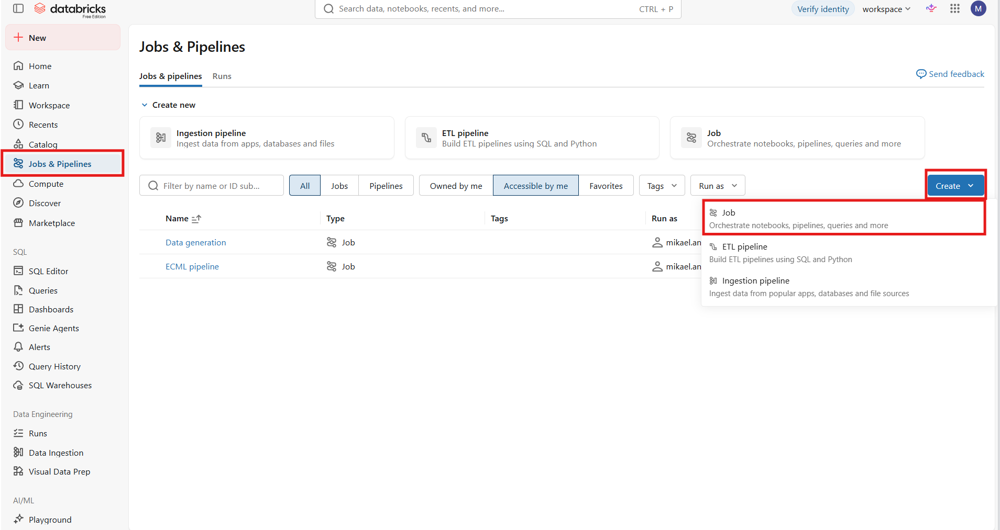 databricks
Free Edition
Search data, notebooks, recents, and more...
CTRL + P
Verify identity
workspace
M
New
Home
Learn
Workspace
Recents
Catalog
Jobs & Pipelines
Compute
Discover
Marketplace
SQL
SQL Editor
Queries
Dashboards
Genie Agents
Alerts
Query History
SQL Warehouses
Data Engineering
Runs
Data Ingestion
Visual Data Prep
AI/ML
Playground
Jobs & Pipelines
Jobs & pipelines
Runs
Send feedback
Create new
Ingestion pipeline
Ingest data from apps, databases and files
ETL pipeline
Build ETL pipelines using SQL and Python
Job
Orchestrate notebooks, pipelines, queries and more
Filter by name or ID sub...
All
Jobs
Pipelines
Owned by me
Accessible by me
Favorites
Tags
Run as
Create
Name
Type
Tags
Run as
Data generation
Job
mikael.an
ECML pipeline
Job
mikael.an
Job
Orchestrate notebooks, pipelines, queries and more
ETL pipeline
Build ETL pipelines using SQL and Python
Ingestion pipeline
Ingest data from popular apps, databases and file sources